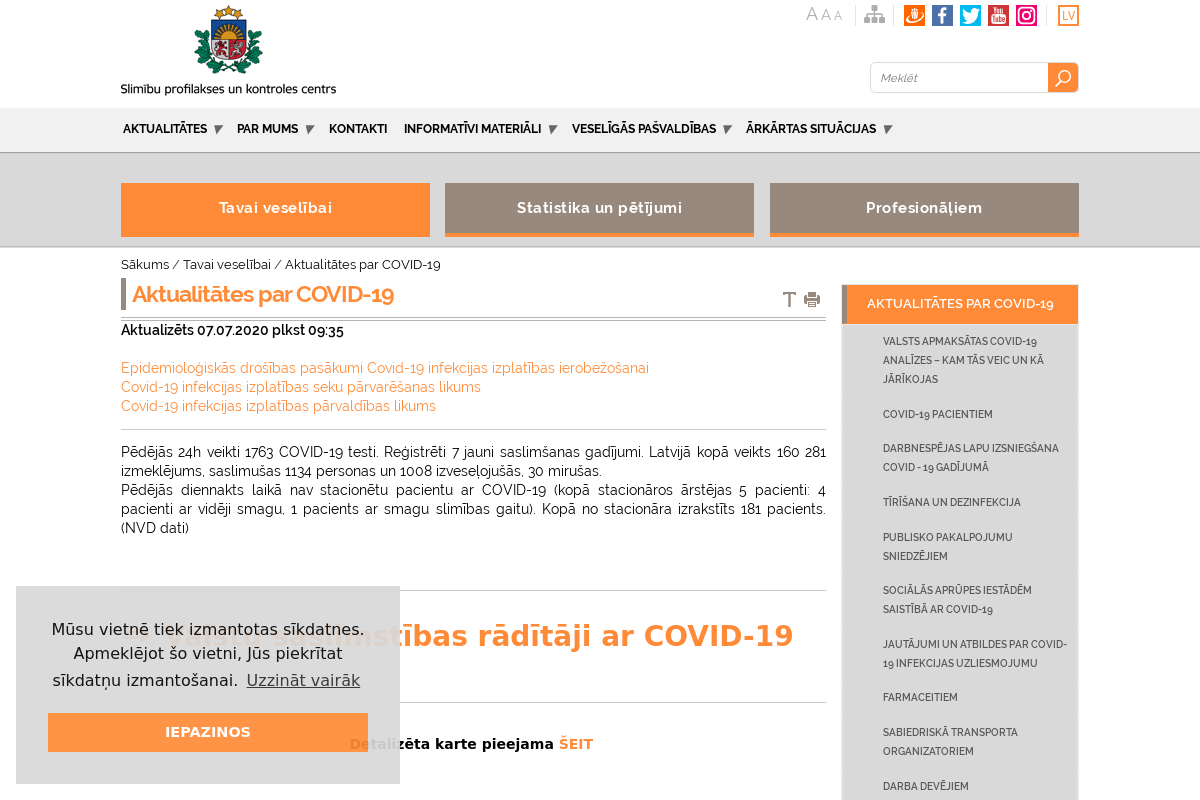 A A A
You
Tube
LV
Slimību profilakses un kontroles centrs
Meklēt
AKTUALITĀTES
PAR MUMS
KONTAKTI
INFORMATĪVI MATERIĀLI
VESELĪGĀS PAŠVALDĪBAS
ĀRKĀRTAS SITUĀCIJAS
Tavai veselībai
Statistika un pētījumi
Profesionāļiem
Sākums / Tavai veselībai / Aktualitātes par COVID-19
Aktualitātes par COVID-19
Aktualizēts 07.07.2020 plkst 09:35
Epidemioloģiskās drošības pasākumi Covid-19 infekcijas izplatības ierobežošanai
Covid-19 infekcijas izplatības seku pārvarēšanas likums
Covid-19 infekcijas izplatības pārvaldības likums
Pēdējās 24h veikti 1763 COVID-19 testi. Reģistrēti 7 jauni saslimšanas gadījumi. Latvijā kopā veikts 160 281
izmeklējums, saslimušas 1134 personas un 1008 izveseļojušās, 30 mirušas.
Pēdējās diennakts laikā nav stacionētu pacientu ar COVID-19 (kopā stacionāros ārstējas 5 pacienti: 4
pacienti ar vidēji smagu, 1 pacients ar smagu slimības gaitu). Kopā no stacionāra izrakstīts 181 pacients.
(NVD dati)
Valstu saslimstības rādītāji ar COVID-19
Detalizēta karte pieejama ŠEIT
Mūsu vietnē tiek izmantotas sīkdatnes.
Apmeklējot šo vietni, Jūs piekrītat
sīkdatņu izmantošanai. Uzzināt vairāk
IEPAZINOS
AKTUALITĀTES PAR COVID-19
VALSTS APMAKSĀTAS COVID-19
ANALĪZES – KAM TĀS VEIC UN KĀ
JĀRĪKOJAS
COVID-19 PACIENTIEM
DARBNESPĒJAS LAPU IZSNIEGŠANA
COVID - 19 GADĪJUMĀ
TĪRĪŠANA UN DEZINFEKCIJA
PUBLISKO PAKALPOJUMU
SNIEDZĒJIEM
SOCIĀLĀS APRŪPES IESTĀDĒM
SAISTĪBĀ AR COVID-19
JAUTĀJUMI UN ATBILDES PAR COVID-
19 INFEKCIJAS UZLIESMOJUMU
FARMACEITIEM
SABIEDRISKĀ TRANSPORTA
ORGANIZATORIEM
DARBA DEVĒJIEM